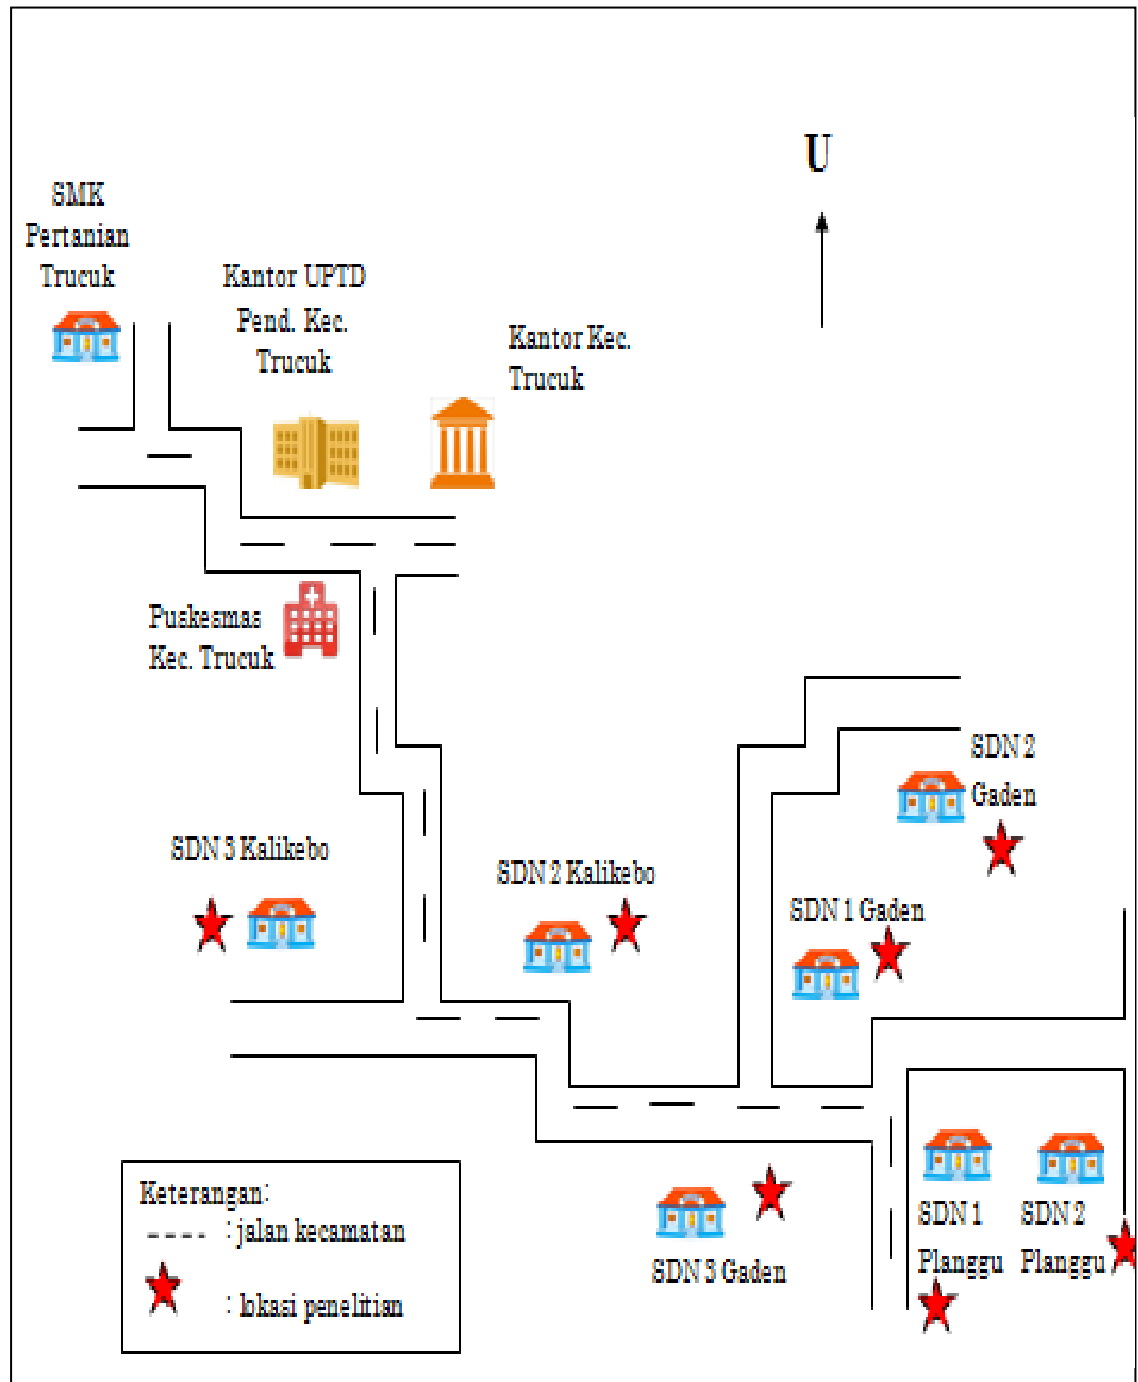 U
SMK
Pertanian
Trucuk
Kantor UPTD
Pend. Kec.
Trucuk
Kantor Kec.
Trucuk
Puskesmas
Kec. Trucuk
SDN 2
Gaden
SDN 3 Kalikebo
SDN 2 Kalikebo
SDN 1 Gaden
SDN 3 Gaden
SDN 1
Planggu
SDN 2
Planggu
Keterangan:
: jalan kecamatan
: lokasi penelitian